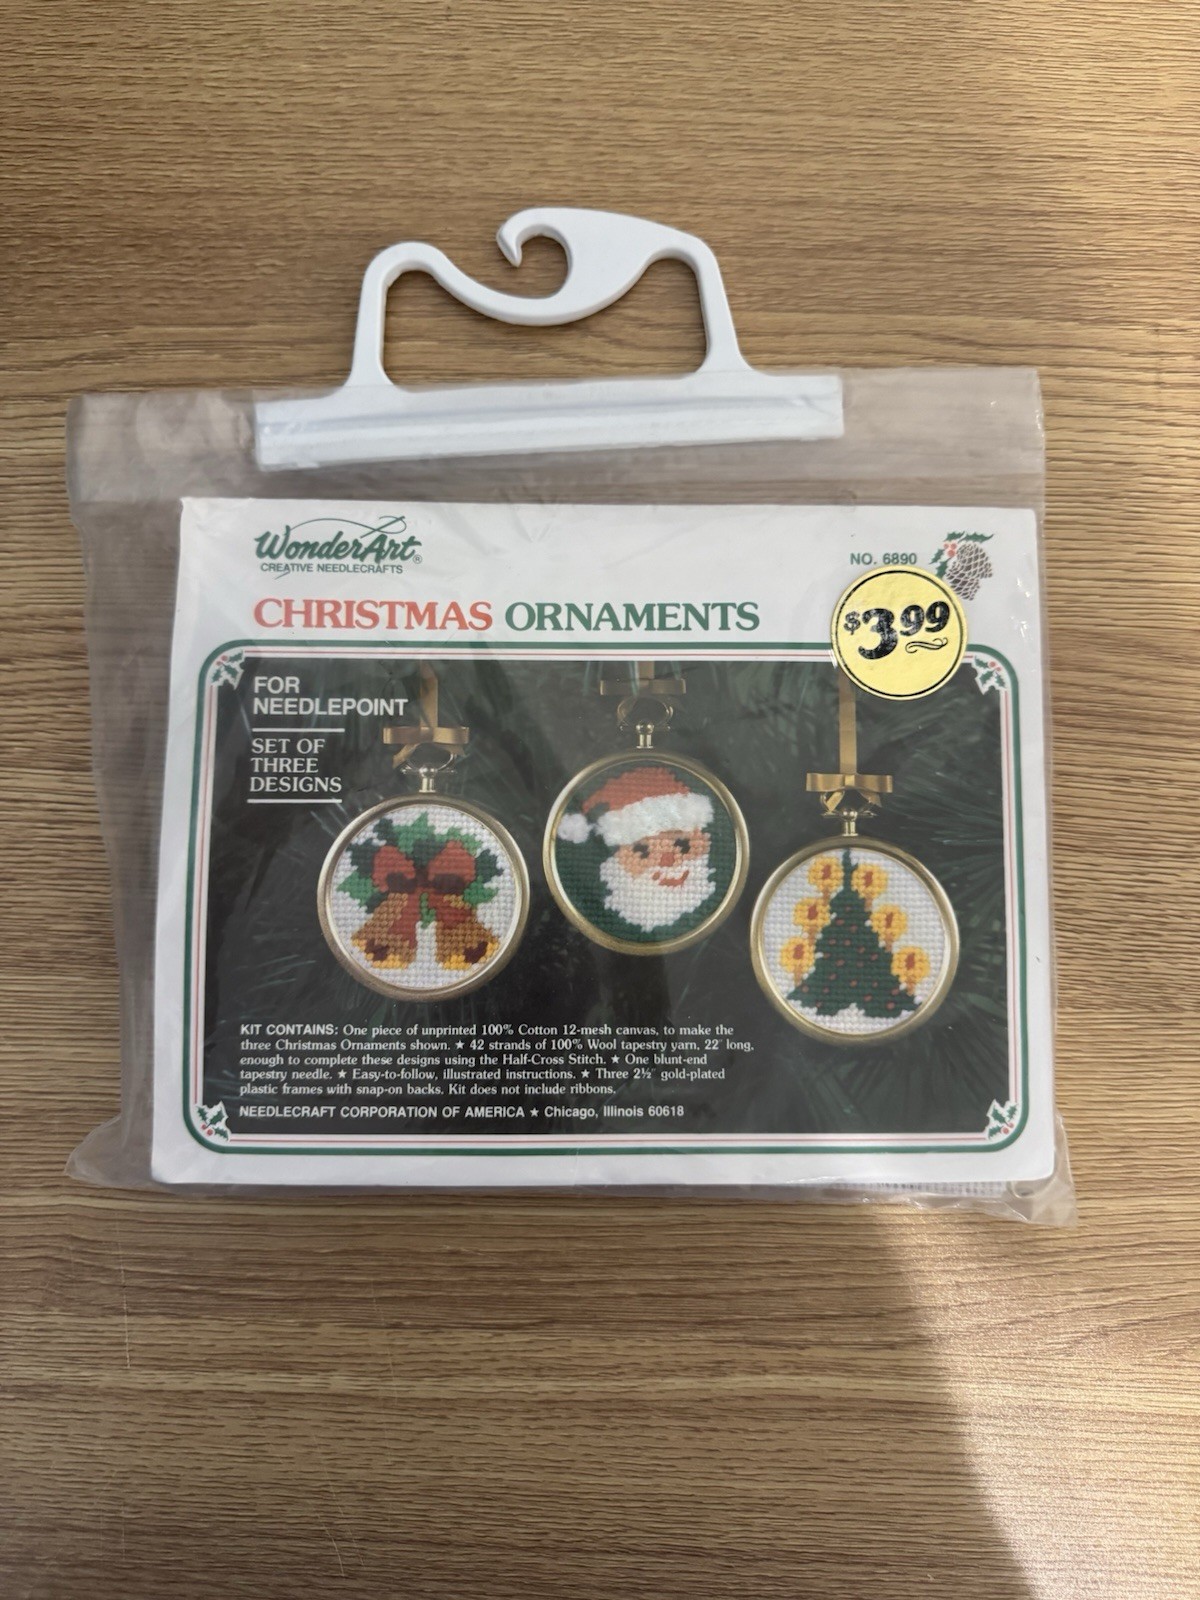 WonderArt®
CREATIVE NEEDLECRAFTS
NO. 6890
$3.99
CHRISTMAS ORNAMENTS
FOR
NEEDLEPOINT
SET OF
THREE
DESIGNS
KIT CONTAINS: One piece of unprinted 100% Cotton 12-mesh canvas, to make the
three Christmas Ornaments shown. ★ 42 strands of 100% Wool tapestry yarn, 22" long,
enough to complete these designs using the Half-Cross Stitch. ★ One blunt-end
tapestry needle. ★ Easy-to-follow, illustrated instructions. ★ Three 2½" gold-plated
plastic frames with snap-on backs. Kit does not include ribbons.
NEEDLECRAFT CORPORATION OF AMERICA ★ Chicago, Illinois 60618